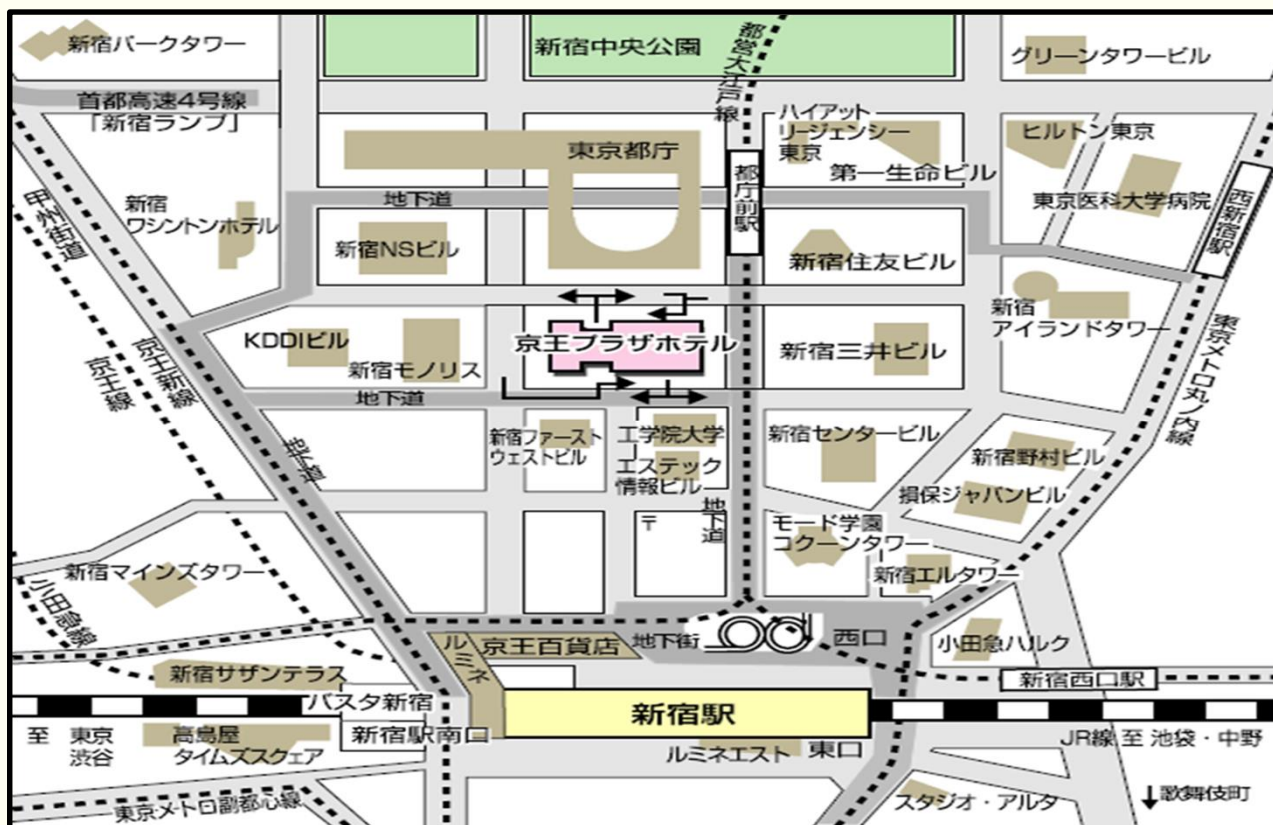 新宿パークタワー
新宿中央公園
都営大江戸線
グリーンタワービル
首都高速4号線
「新宿ランプ」
東京都庁
ハイアット
リージェンシー
東京
ヒルトン東京
第一生命ビル
都庁前駅
東京医科大学病院
西新宿駅
甲州街道
新宿
ワシントンホテル
地下道
新宿NSビル
新宿住友ビル
新宿
アイランドタワー
KDDIビル
新宿モノリス
京王プラザホテル
新宿三井ビル
京王新線
京王線
東京メトロ丸ノ内線
地下道
新宿ファースト
ウェストビル
工学院大学
エステック
情報ビル
新宿センタービル
新宿野村ビル
損保ジャパンビル
地下道
〒
地下道
モード学園
コクーンタワー
新宿エルタワー
新宿マインズタワー
小田急線
ルミネ
京王百貨店
地下街
西口
小田急ハルク
新宿西口駅
新宿サザンテラス
バスタ新宿
新宿駅
新宿駅南口
至 東京
渋谷
高島屋
タイムズスクェア
ルミネエスト
東口
JR線 至 池袋・中野
東京メトロ副都心線
スタジオ・アルタ
↓歌舞伎町